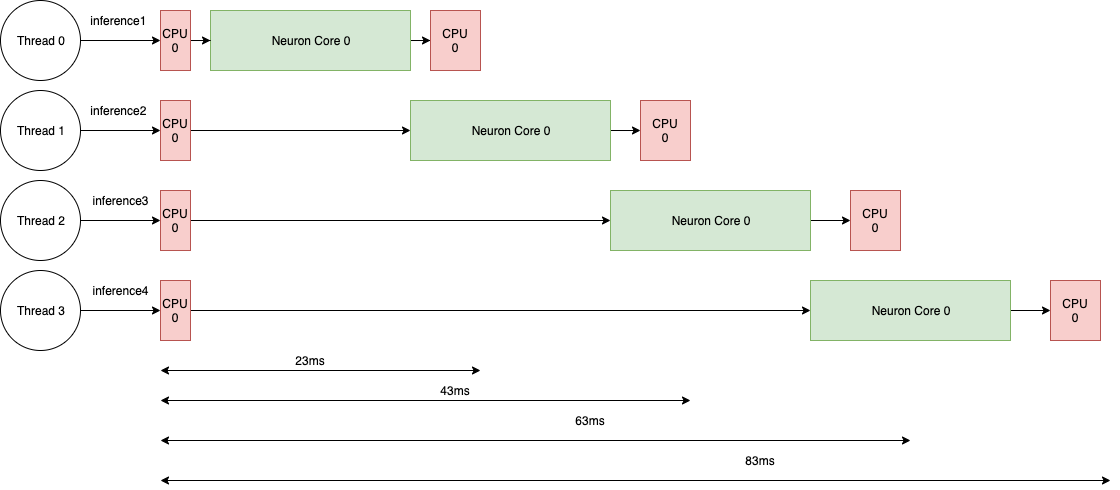 inference1
Thread 0
CPU
0
Neuron Core 0
CPU
0
inference2
Thread 1
CPU
0
Neuron Core 0
CPU
0
inference3
Thread 2
CPU
0
Neuron Core 0
CPU
0
inference4
Thread 3
CPU
0
Neuron Core 0
CPU
0
23ms
43ms
63ms
83ms